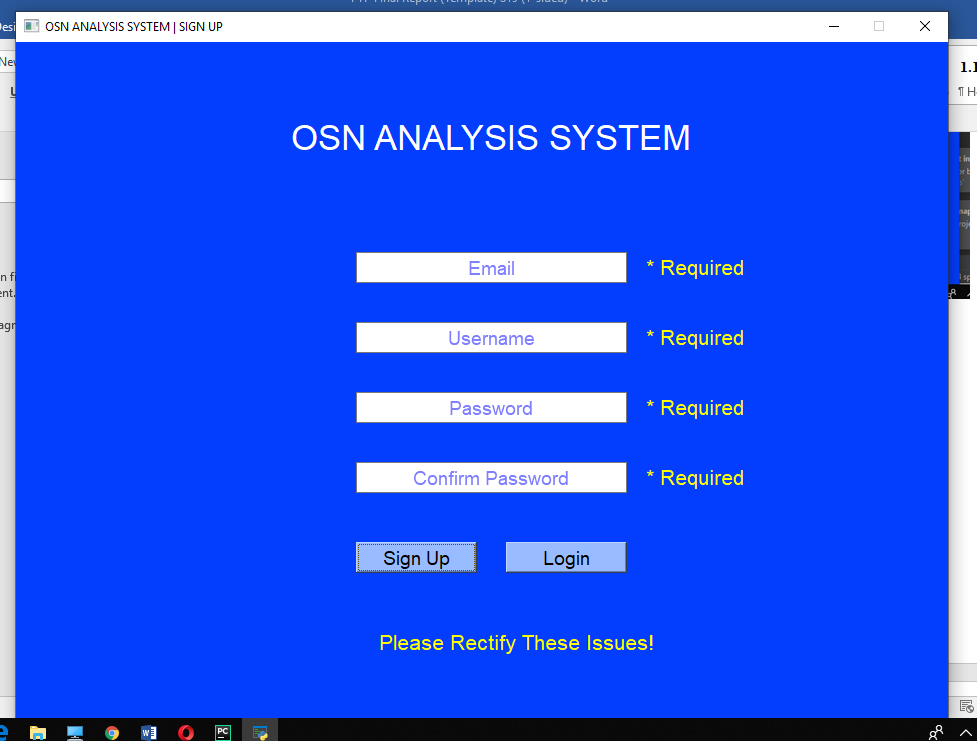 OSN ANALYSIS SYSTEM | SIGN UP
OSN ANALYSIS SYSTEM
Email
* Required
Username
* Required
Password
* Required
Confirm Password
* Required
Sign Up
Login
Please Rectify These Issues!
PC